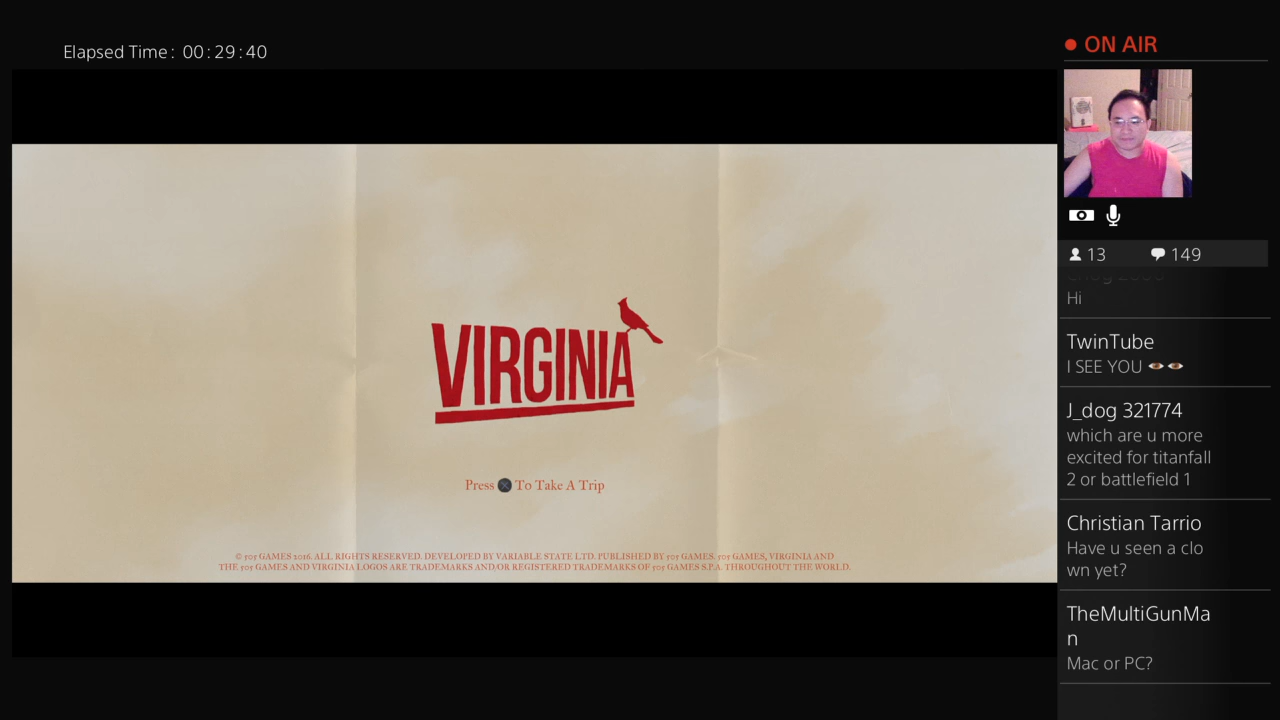 Elapsed Time: 00:29:40
ON AIR
13 149
Hi
TwinTube
I SEE YOU 👁👁
J_dog 321774
which are u more
excited for titanfall
2 or battlefield 1
Christian Tarrio
Have u seen a clo
wn yet?
TheMultiGunMa
n
Mac or PC?
VIRGINIA
Press To Take A Trip
© 505 GAMES 2016. ALL RIGHTS RESERVED. DEVELOPED BY VARIABLE STATE LTD. PUBLISHED BY 505 GAMES. 505 GAMES, VIRGINIA AND
THE 505 GAMES AND VIRGINIA LOGOS ARE TRADEMARKS AND/OR REGISTERED TRADEMARKS OF 505 GAMES S.P.A. THROUGHOUT THE WORLD.